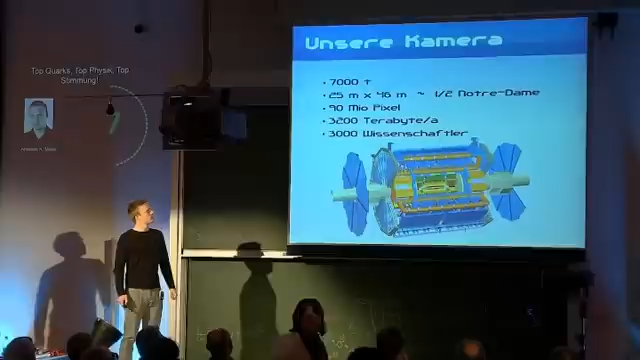 Top Quarks, Top Physik, Top
Stimmung!
Unsere Kamera
• 7000 t
• 25 m x 46 m ~ 1/2 Notre-Dame
• 90 Mio Pixel
• 3200 Terabyte/a
• 3000 Wissenschaftler